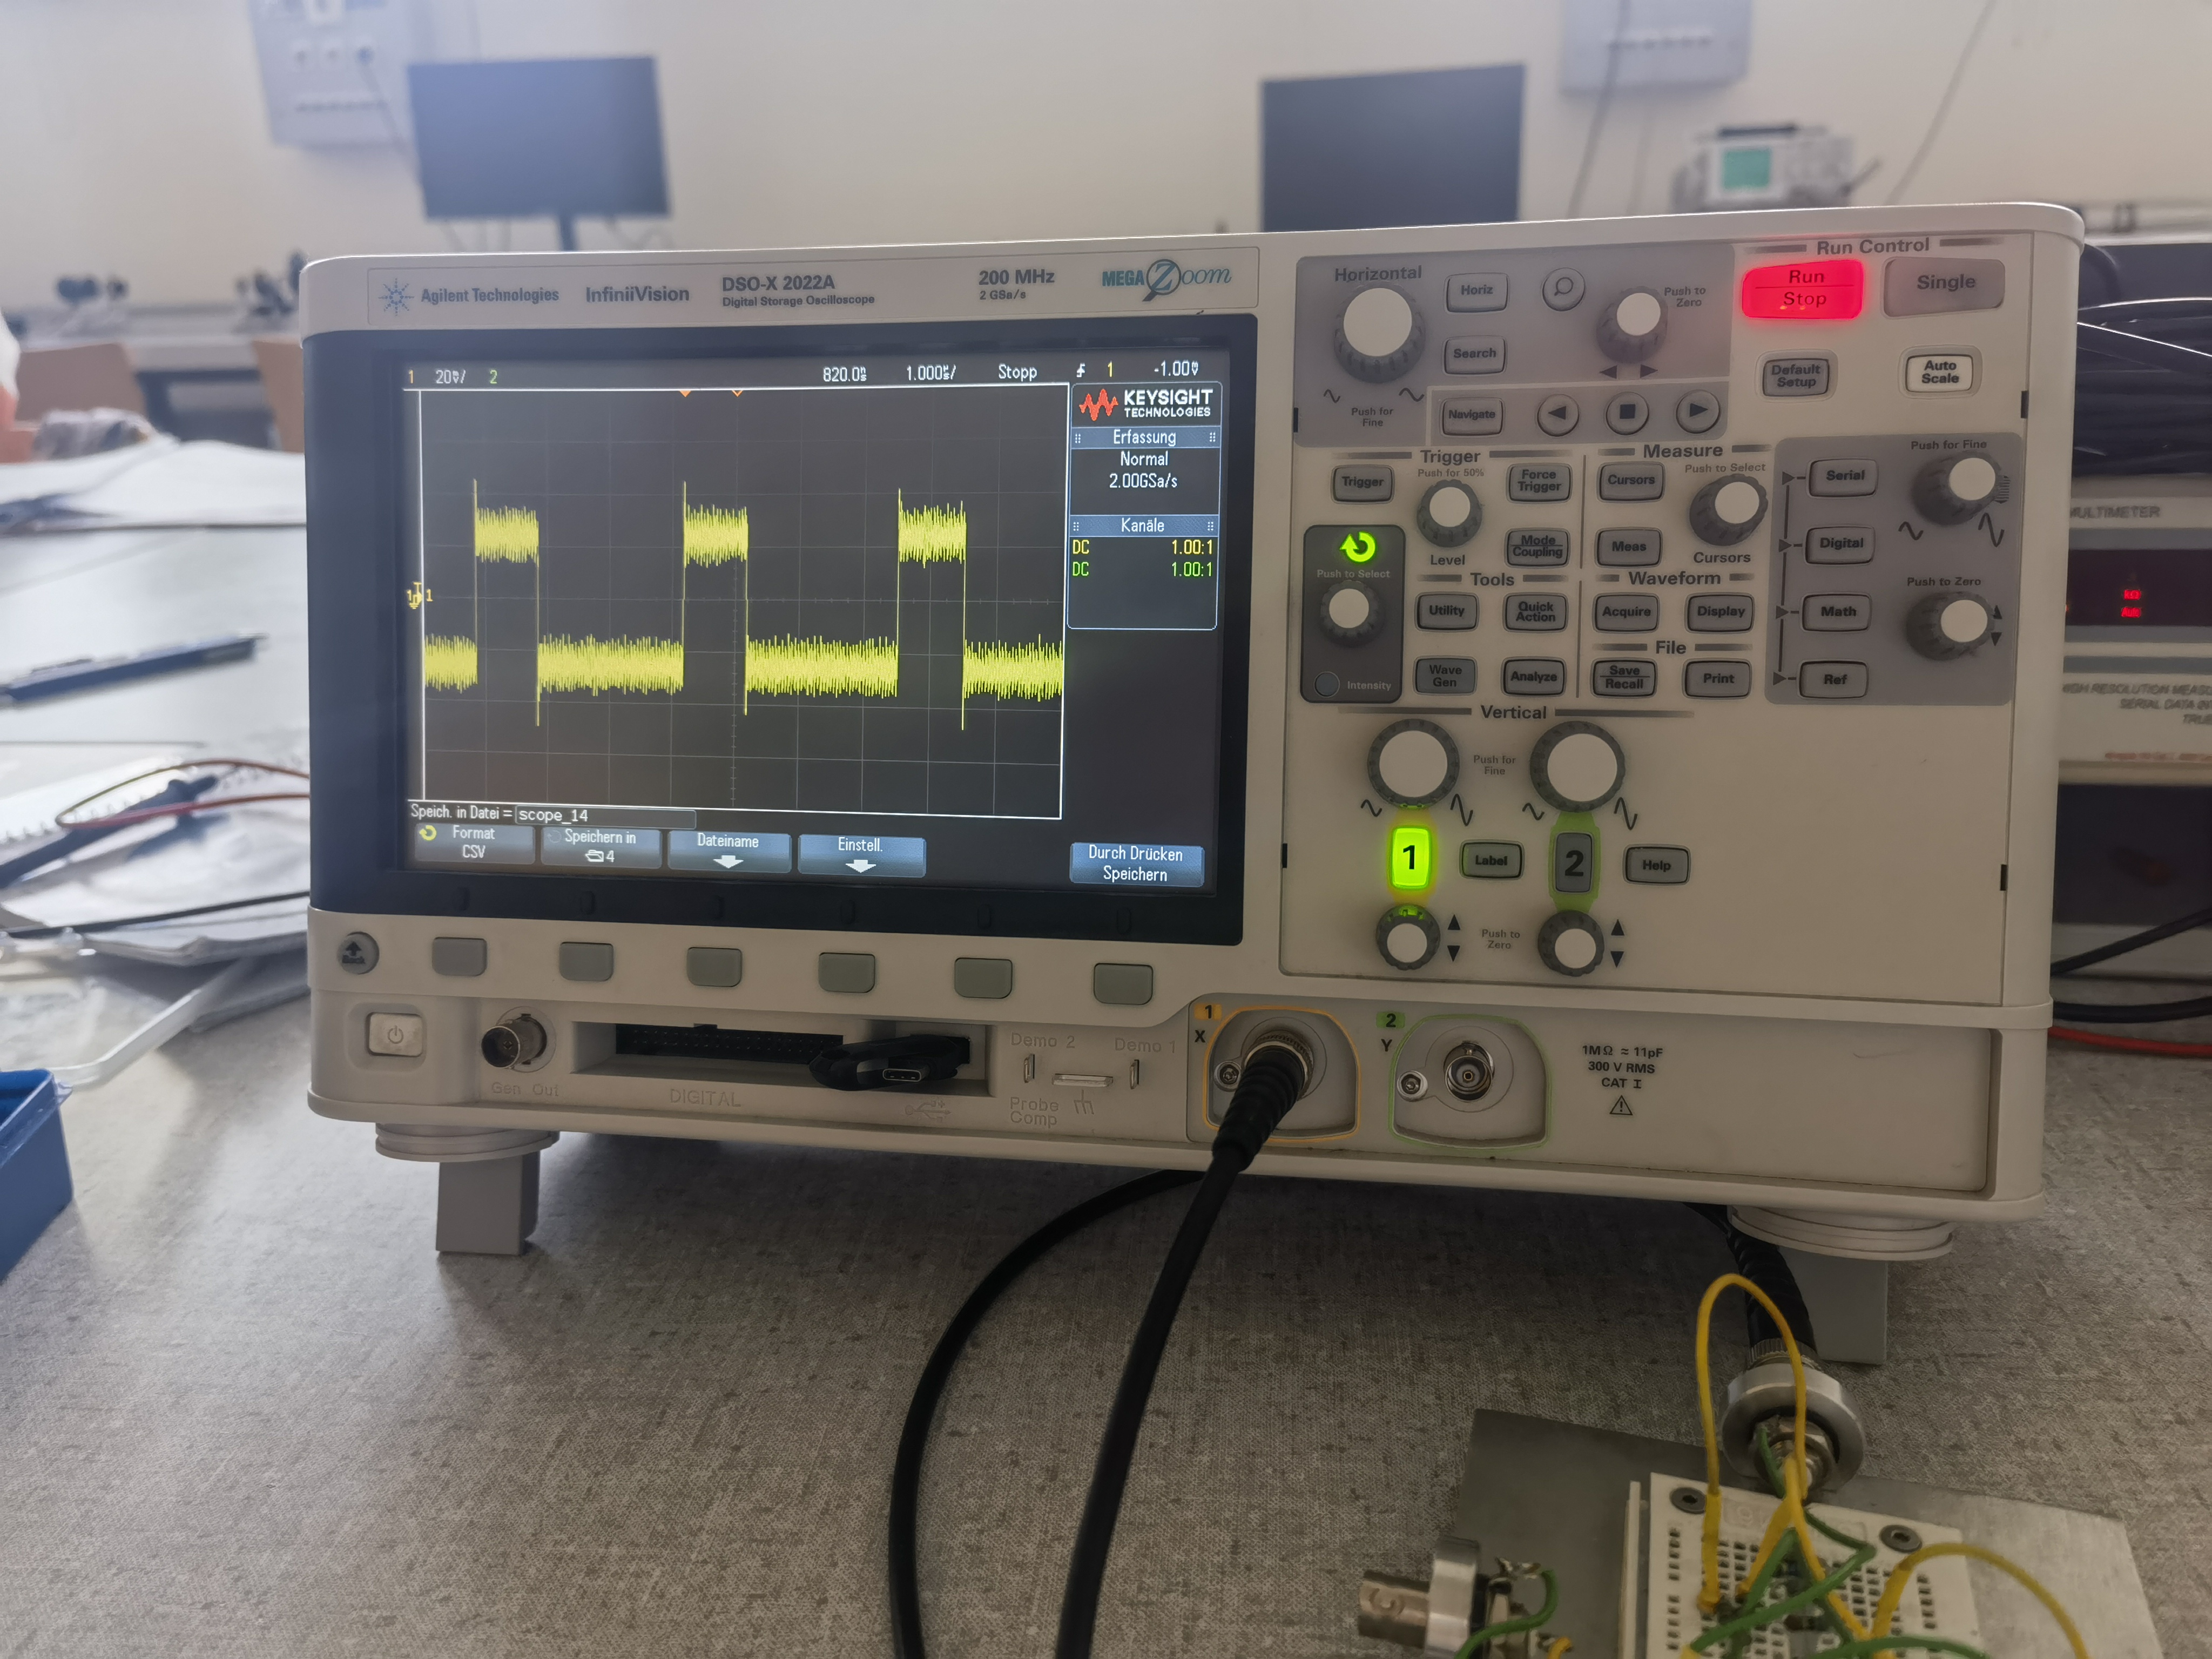 Agilent Technologies InfiniiVision DSO-X 2022A 200 MHz MEGA Zoom
Digital Storage Oscilloscope 2 GSa/s
Horizontal
Horiz
Push to Zero
Search
Push for Fine
Navigate
Run Control
Run
Stop
Single
Default
Setup
Auto
Scale
1 20 2 820.0 1.000 / Stopp 1 -1.00
KEYSIGHT
TECHNOLOGIES
Erfassung
Normal
2.00GSa/s
Kanäle
DC 1.00:1
DC 1.00:1
1
Speich. in Datei = scope_14
Format
CSV
Speichern in
4
Dateiname
Einstell.
Durch Drücken
Speichern
Trigger
Push for 50%
Trigger
Force
Trigger
Level
Mode
Coupling
Measure
Push to Select
Cursors
Meas
Cursors
Push for Fine
Serial
Digital
Push to Zero
Math
Ref
Push to Select
Intensity
Tools
Utility
Quick
Action
Wave
Gen
Analyze
Waveform
Acquire
Display
File
Save
Recall
Print
Vertical
Push for
Fine
1
Label
2
Help
Push to
Zero
Back
Gen Out
DIGITAL
Demo 2
Demo 1
Probe
Comp
1
X
2
Y
1MΩ ≈ 11pF
300 V RMS
CAT I
MULTIMETER